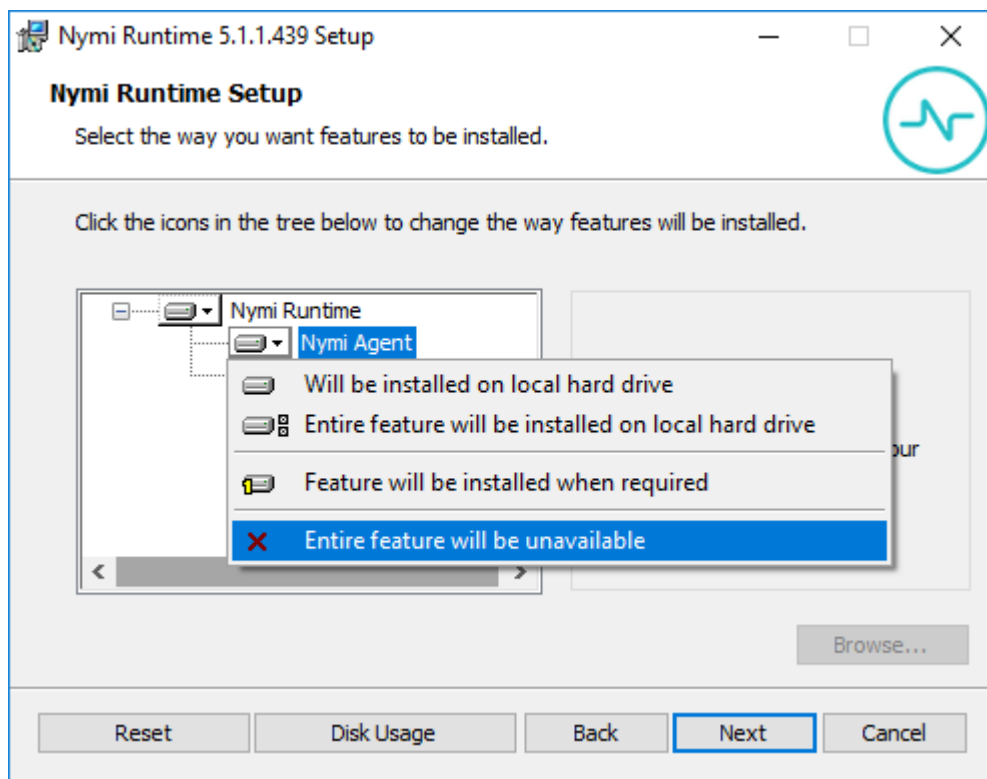 Nymi Runtime 5.1.1.439 Setup
Nymi Runtime Setup
Select the way you want features to be installed.
Click the icons in the tree below to change the way features will be installed.
Nymi Runtime
Nymi Agent
Will be installed on local hard drive
Entire feature will be installed on local hard drive
Feature will be installed when required
Entire feature will be unavailable
Browse...
Reset
Disk Usage
Back
Next
Cancel